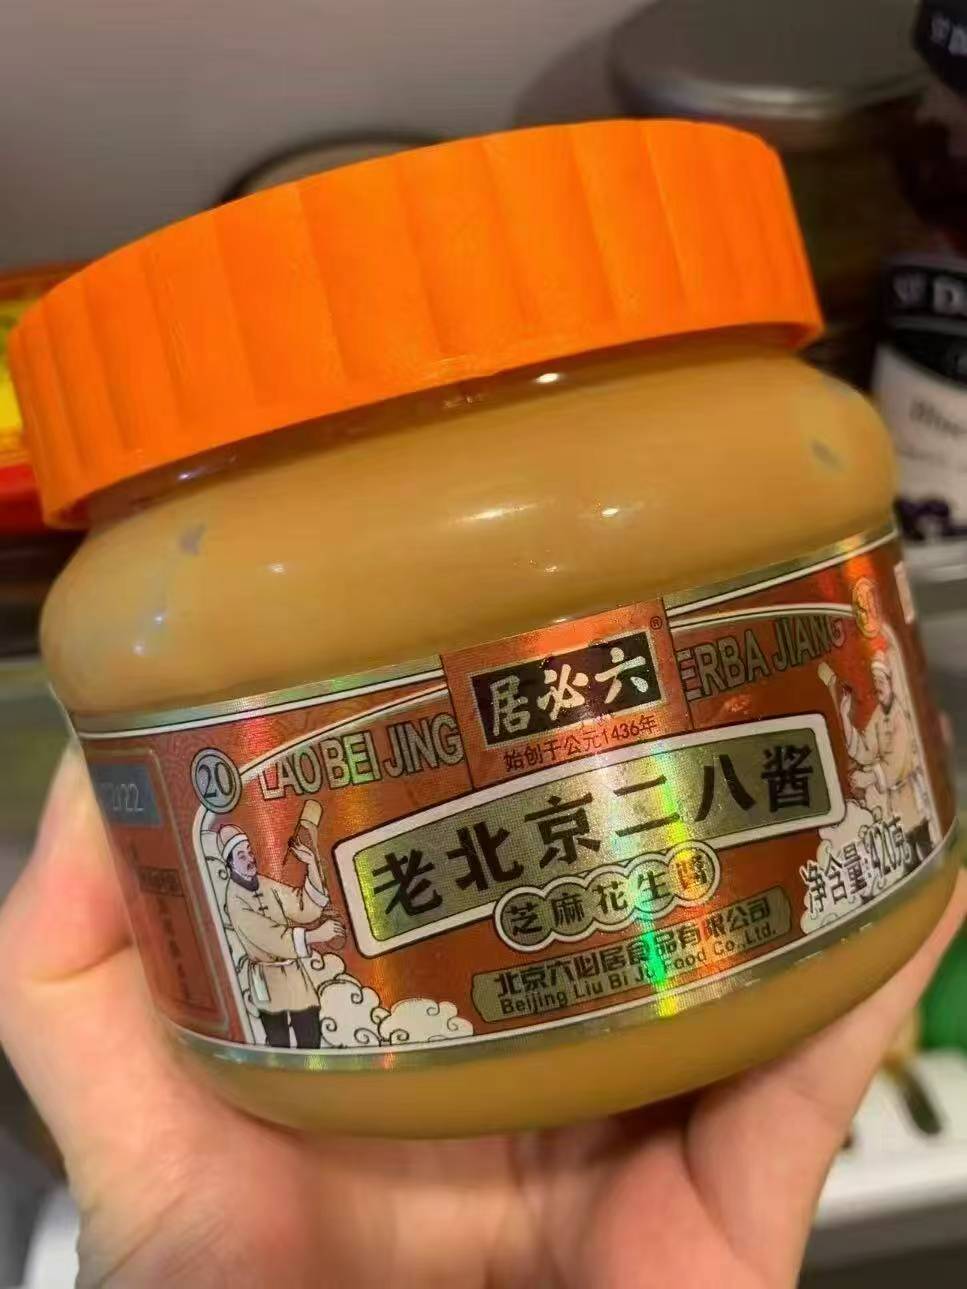 六必居
®
始创于公元1436年
20
LAO BEI JING
ERBA JIANG
老北京二八酱
芝麻花生酱
净含量:
北京六必居食品有限公司
Beijing Liu Bi Ju Food Co.,Ltd.